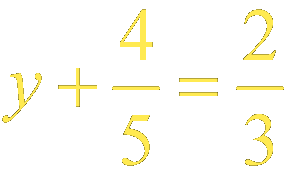 y + 4/5 = 2/3